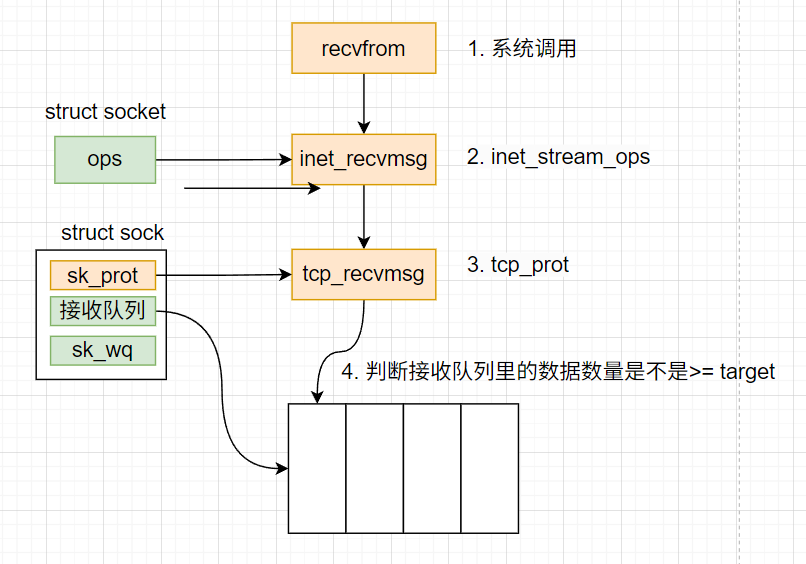 recvfrom
1. 系统调用
struct socket
ops
inet_recvmsg
2. inet_stream_ops
struct sock
sk_prot
tcp_recvmsg
3. tcp_prot
接收队列
sk_wq
4. 判断接收队列里的数据数量是不是>= target